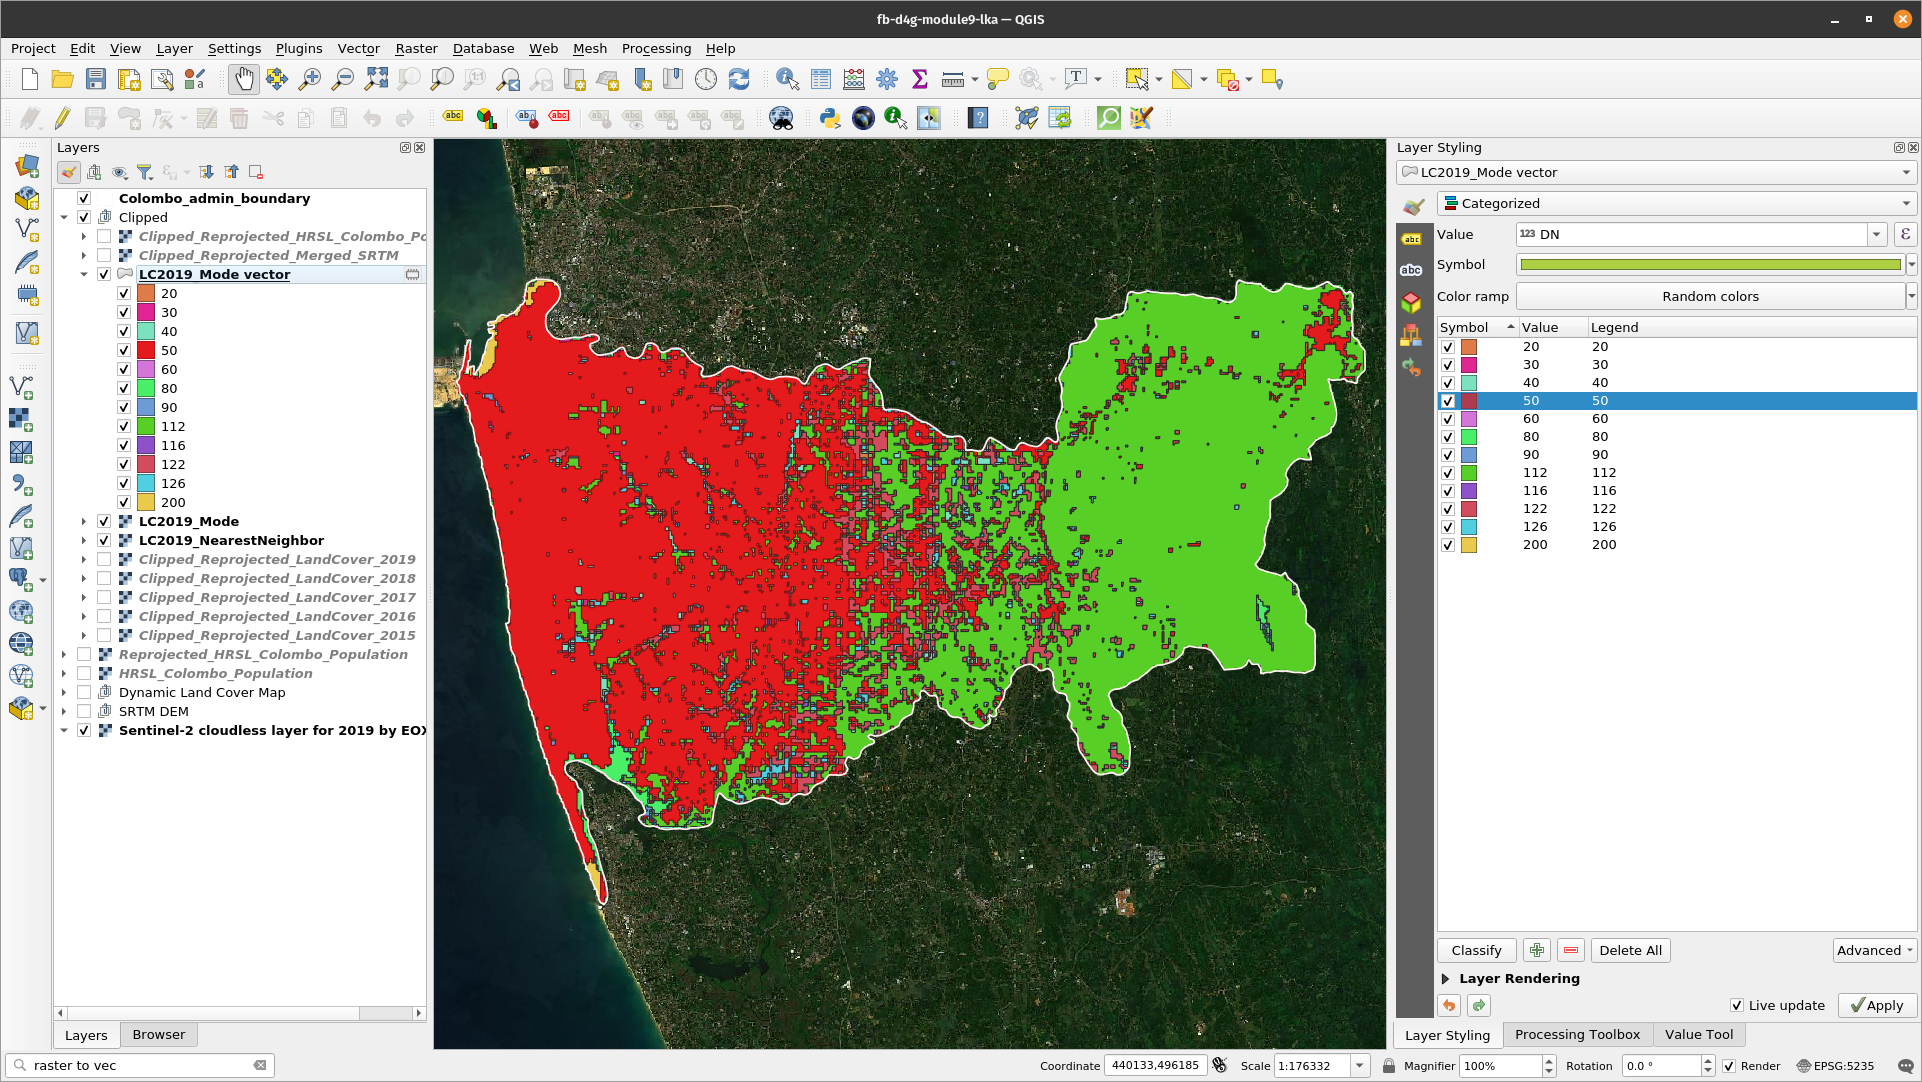 fb-d4g-module9-lka — QGIS
Project Edit View Layer Settings Plugins Vector Raster Database Web Mesh Processing Help
Layers
Colombo_admin_boundary
Clipped
Clipped_Reprojected_HRSL_Colombo_Po
Clipped_Reprojected_Merged_SRTM
LC2019_Mode vector
20
30
40
50
60
80
90
112
116
122
126
200
LC2019_Mode
LC2019_NearestNeighbor
Clipped_Reprojected_LandCover_2019
Clipped_Reprojected_LandCover_2018
Clipped_Reprojected_LandCover_2017
Clipped_Reprojected_LandCover_2016
Clipped_Reprojected_LandCover_2015
Reprojected_HRSL_Colombo_Population
HRSL_Colombo_Population
Dynamic Land Cover Map
SRTM DEM
Sentinel-2 cloudless layer for 2019 by EOX
Layers Browser
raster to vec
Layer Styling
LC2019_Mode vector
Categorized
Value 123 DN ε
Symbol
Color ramp Random colors
Symbol Value Legend
20 20
30 30
40 40
50 50
60 60
80 80
90 90
112 112
116 116
122 122
126 126
200 200
Classify Delete All Advanced
Layer Rendering
Live update Apply
Layer Styling Processing Toolbox Value Tool
Coordinate 440133,496185 Scale 1:176332 Magnifier 100% Rotation 0.0 ° Render EPSG:5235